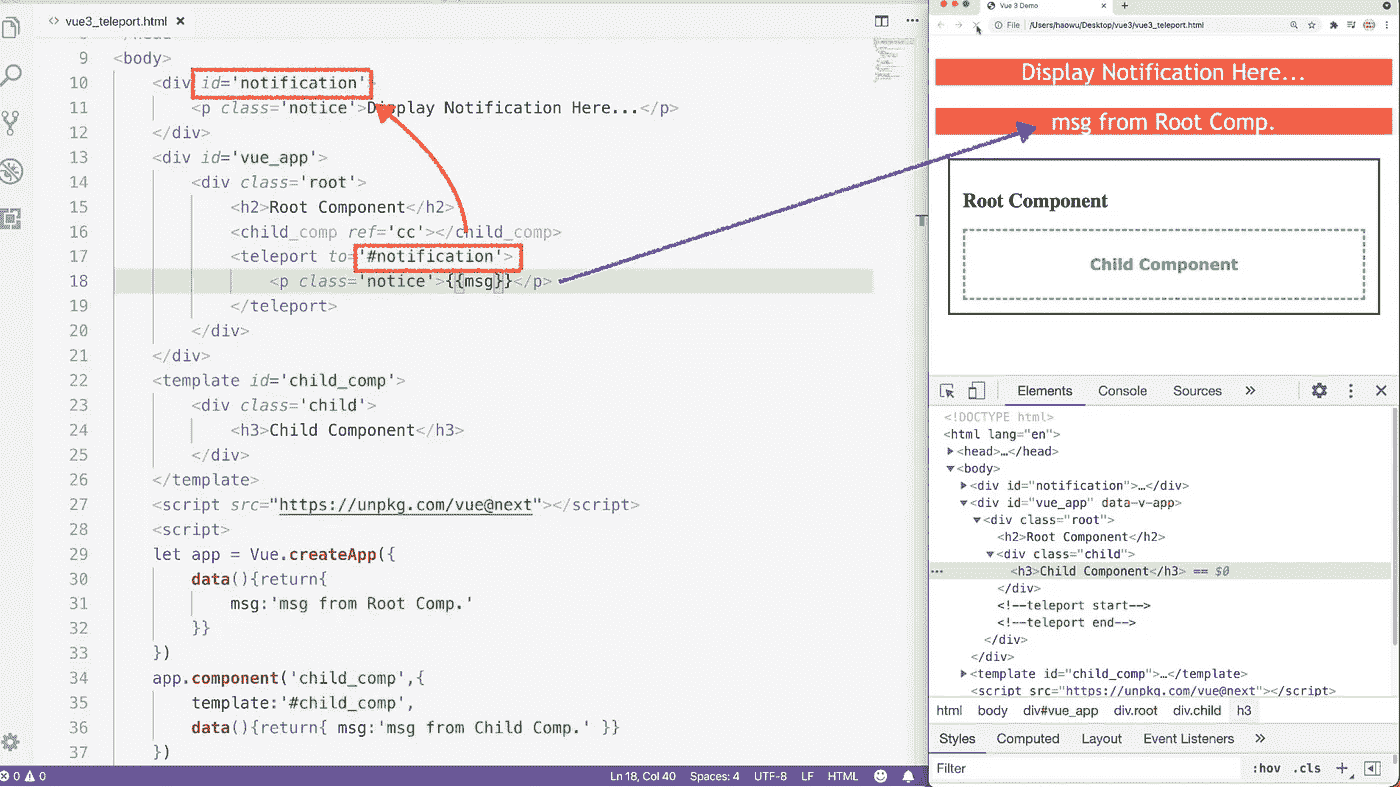 vue3_teleport.html
9 <body>
10 <div id='notification'>
11 <p class='notice'>Display Notification Here...</p>
12 </div>
13 <div id='vue_app'>
14 <div class='root'>
15 <h2>Root Component</h2>
16 <child_comp ref='cc'></child_comp>
17 <teleport to='#notification'>
18 <p class='notice'>{{msg}}</p>
19 </teleport>
20 </div>
21 </div>
22 <template id='child_comp'>
23 <div class='child'>
24 <h3>Child Component</h3>
25 </div>
26 </template>
27 <script src="https://unpkg.com/vue@next"></script>
28 <script>
29 let app = Vue.createApp({
30 data(){return{
31 msg:'msg from Root Comp.'
32 }}
33 })
34 app.component('child_comp',{
35 template:'#child_comp',
36 data(){return{ msg:'msg from Child Comp.' }}
37 })
0 0 Ln 18, Col 40 Spaces: 4 UTF-8 LF HTML
Vue 3 Demo
File /Users/haowu/Desktop/vue3/vue3_teleport.html
Display Notification Here...
msg from Root Comp.
Root Component
Child Component
Elements Console Sources »
<!DOCTYPE html>
<html lang="en">
<head>…</head>
<body>
<div id="notification">…</div>
<div id="vue_app" data-v-app>
<div class="root">
<h2>Root Component</h2>
<div class="child">
<h3>Child Component</h3> == $0
</div>
<!--teleport start-->
<!--teleport end-->
</div>
</div>
<template id="child_comp">…</template>
<script src="https://unpkg.com/vue@next"></script>
html body div#vue_app div.root div.child h3
Styles Computed Layout Event Listeners »
Filter :hov .cls +